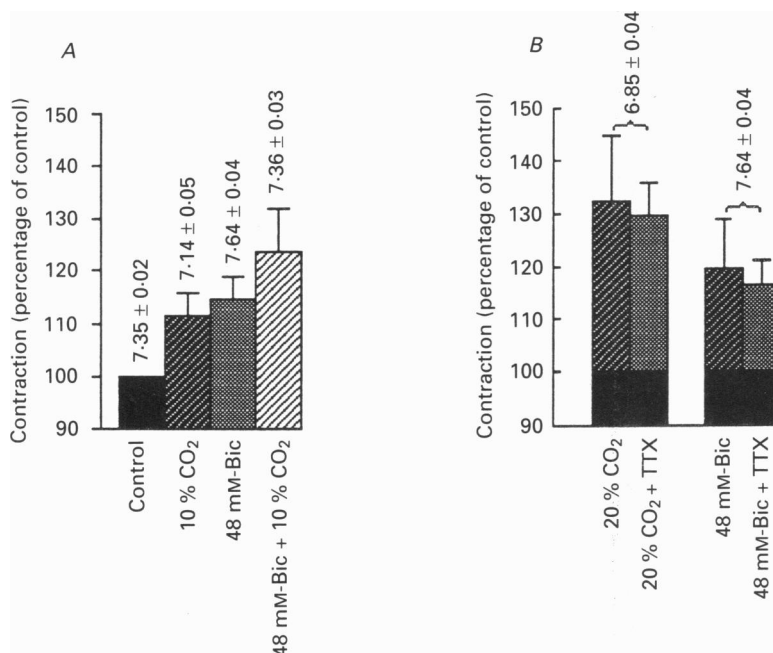 A
Contraction (percentage of control)
150
140
130
120
110
100
90
7·35 ± 0·02
7·14 ± 0·05
7·64 ± 0·04
7·36 ± 0·03
Control
10 % CO₂
48 mM-Bic
48 mM-Bic + 10 % CO₂
B
Contraction (percentage of control)
150
140
130
120
110
100
90
6·85 ± 0·04
7·64 ± 0·04
20 % CO₂
20 % CO₂ + TTX
48 mM-Bic
48 mM-Bic + TTX